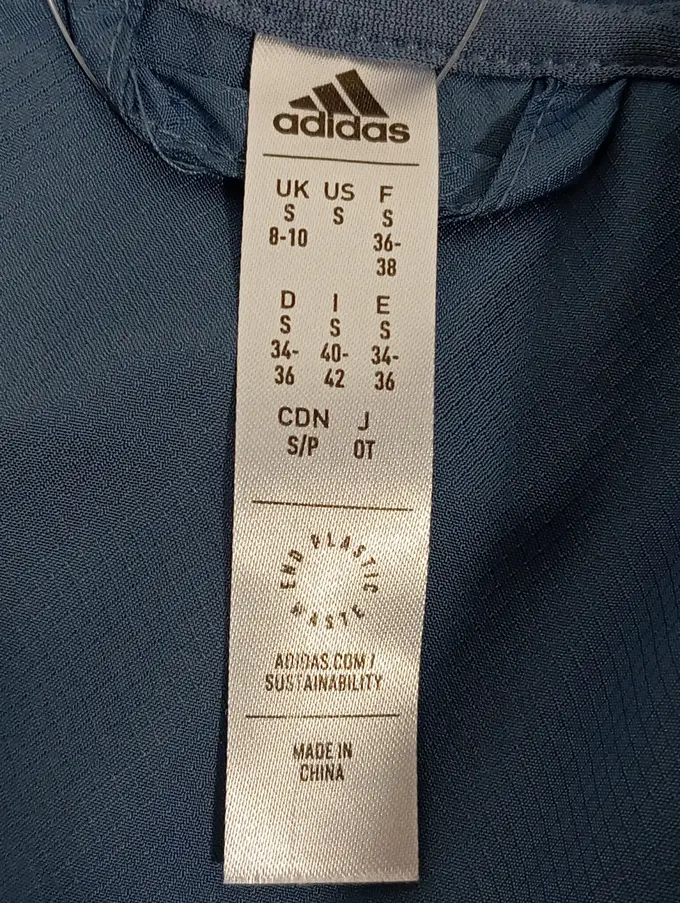 adidas
UK US F
S S S
8-10 36-
38
D I E
S S S
34- 40- 34-
36 42 36
CDN J
S/P OT
END PLASTIC WASTE
ADIDAS.COM/
SUSTAINABILITY
MADE IN
CHINA